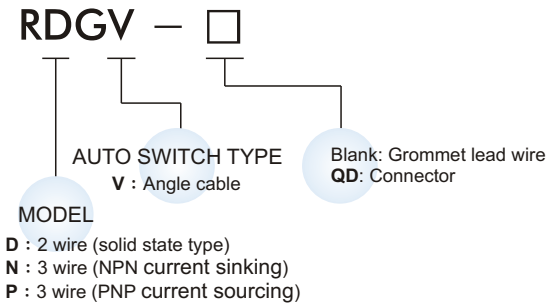 RDGV – □
AUTO SWITCH TYPE
V : Angle cable
Blank: Grommet lead wire
QD: Connector
MODEL
D : 2 wire (solid state type)
N : 3 wire (NPN current sinking)
P : 3 wire (PNP current sourcing)